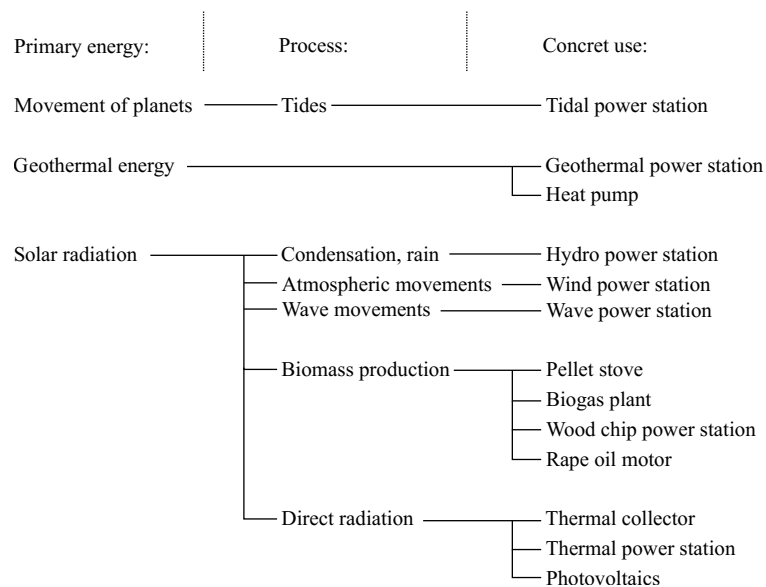 Primary energy: Process: Concret use:
Movement of planets Tides Tidal power station
Geothermal energy Geothermal power station
Heat pump
Solar radiation Condensation, rain Hydro power station
Atmospheric movements Wind power station
Wave movements Wave power station
Biomass production Pellet stove
Biogas plant
Wood chip power station
Rape oil motor
Direct radiation Thermal collector
Thermal power station
Photovoltaics